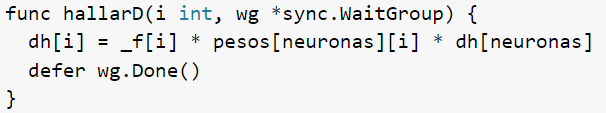 func hallarD(i int, wg *sync.WaitGroup) {
  dh[i] = _f[i] * pesos[neuronas][i] * dh[neuronas]
  defer wg.Done()
}